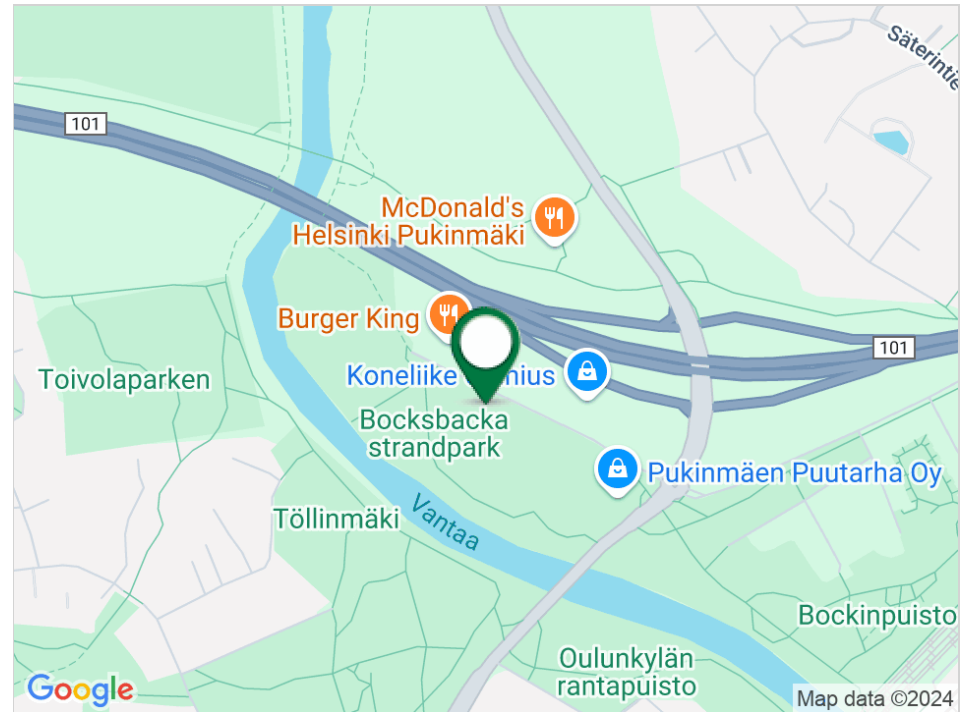 Säterintie
101
McDonald's
Helsinki Pukinmäki
Burger King
101
Koneliike
Toivolaparken
Bocksbacka
strandpark
Pukinmäen Puutarha Oy
Töllinmäki
Vantaa
Bockinpuisto
Oulunkylän
rantapuisto
Google
Map data ©2024